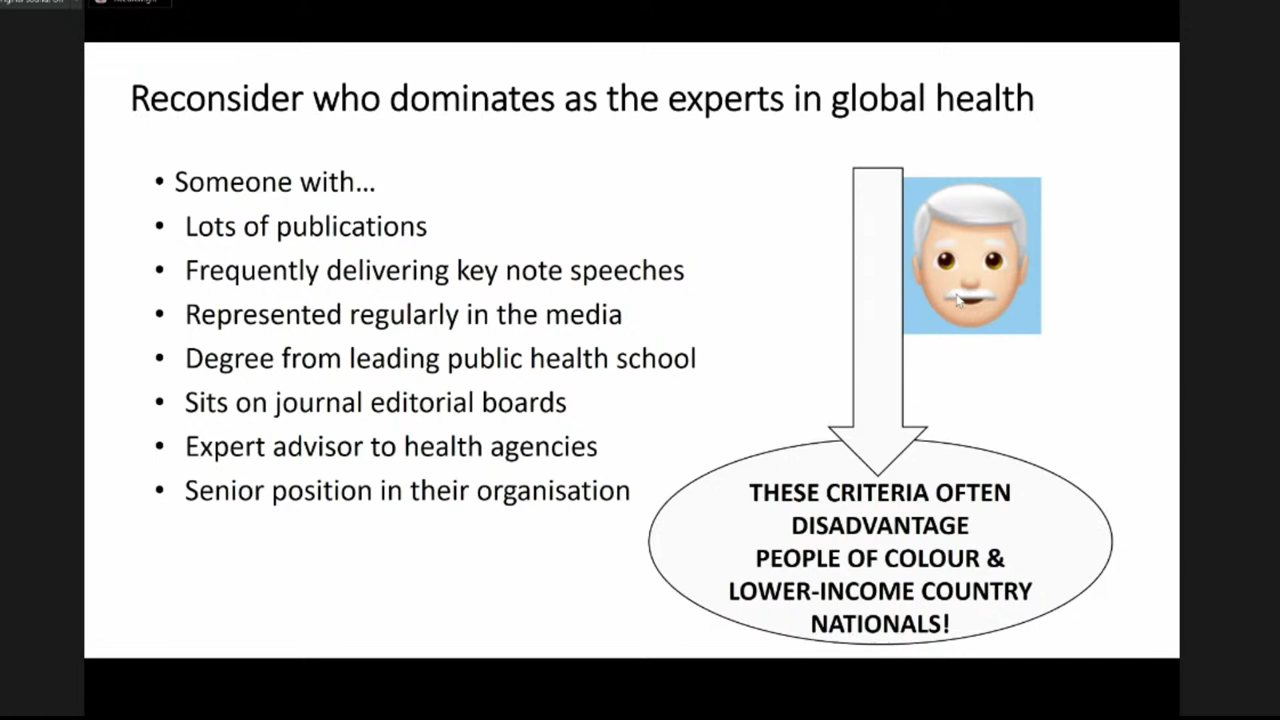 Reconsider who dominates as the experts in global health
• Someone with...
• Lots of publications
• Frequently delivering key note speeches
• Represented regularly in the media
• Degree from leading public health school
• Sits on journal editorial boards
• Expert advisor to health agencies
• Senior position in their organisation
THESE CRITERIA OFTEN
DISADVANTAGE
PEOPLE OF COLOUR &
LOWER-INCOME COUNTRY
NATIONALS!